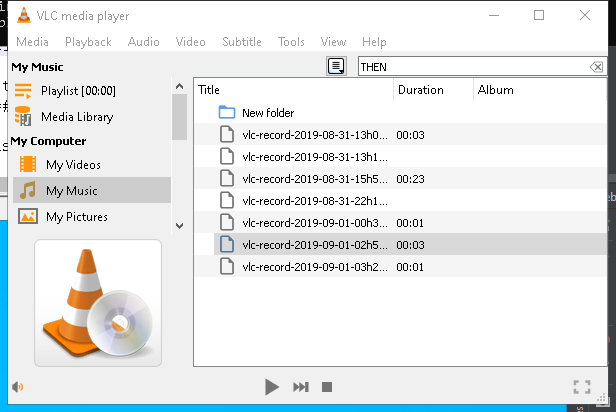 VLC media player
Media Playback Audio Video Subtitle Tools View Help
My Music
THEN
Playlist [00:00]
Media Library
My Computer
My Videos
My Music
My Pictures
Title Duration Album
New folder
vlc-record-2019-08-31-13h0... 00:03
vlc-record-2019-08-31-13h1...
vlc-record-2019-08-31-15h5... 00:23
vlc-record-2019-08-31-22h1...
vlc-record-2019-09-01-00h3... 00:01
vlc-record-2019-09-01-02h5... 00:03
vlc-record-2019-09-01-03h2... 00:01